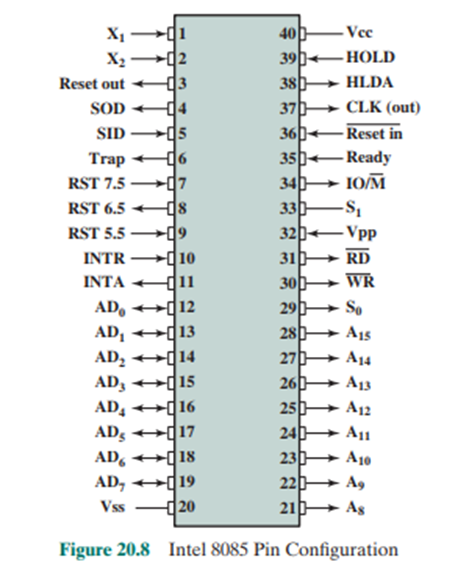 X₁ 1 40 Vcc
X₂ 2 39 HOLD
Reset out 3 38 HLDA
SOD 4 37 CLK (out)
SID 5 36 R̅e̅s̅e̅t̅ ̅i̅n̅
Trap 6 35 Ready
RST 7.5 7 34 IO/M̅
RST 6.5 8 33 S₁
RST 5.5 9 32 Vpp
INTR 10 31 R̅D̅
INTA 11 30 W̅R̅
AD₀ 12 29 S₀
AD₁ 13 28 A₁₅
AD₂ 14 27 A₁₄
AD₃ 15 26 A₁₃
AD₄ 16 25 A₁₂
AD₅ 17 24 A₁₁
AD₆ 18 23 A₁₀
AD₇ 19 22 A₉
Vss 20 21 A₈
Figure 20.8 Intel 8085 Pin Configuration